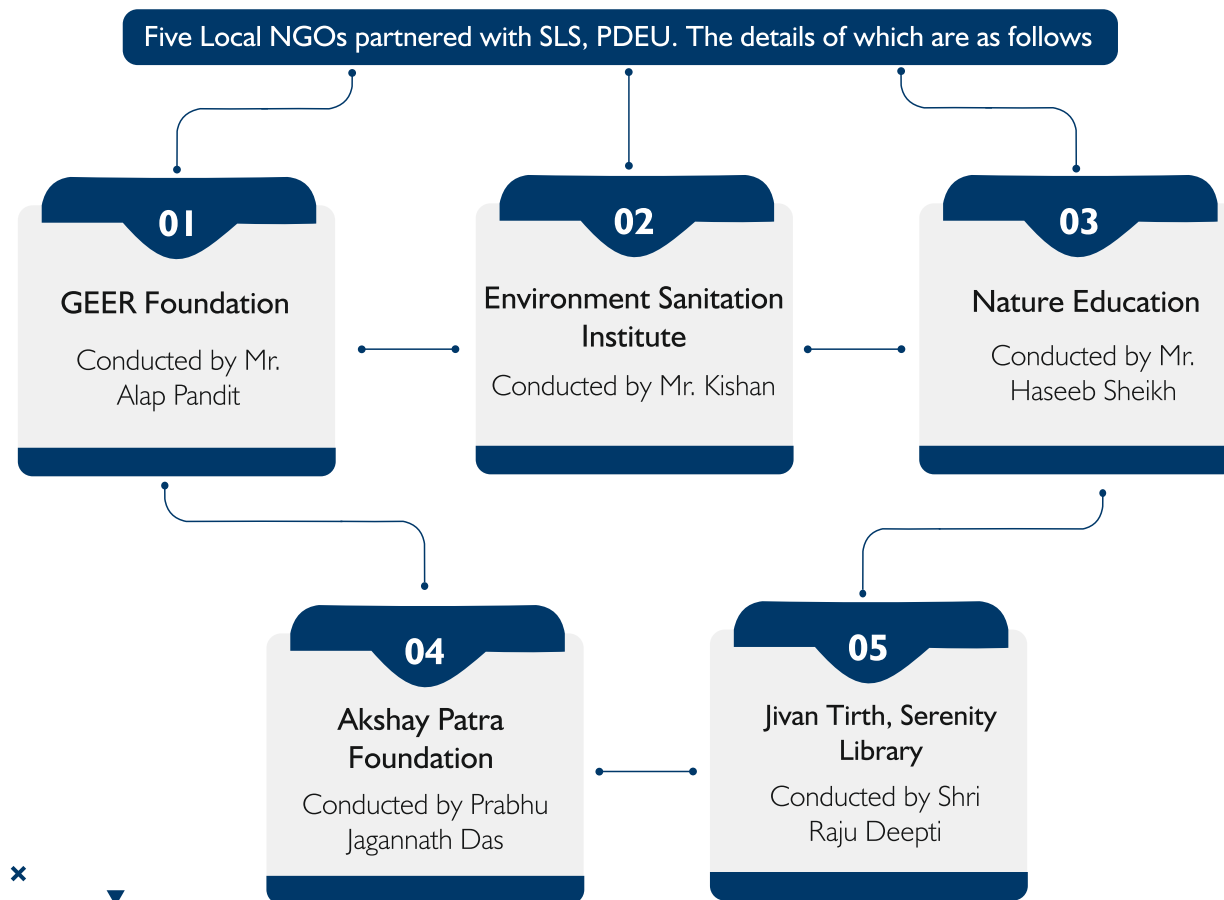 Five Local NGOs partnered with SLS, PDEU. The details of which are as follows
01
GEER Foundation
Conducted by Mr.
Alap Pandit
02
Environment Sanitation
Institute
Conducted by Mr. Kishan
03
Nature Education
Conducted by Mr.
Haseeb Sheikh
04
Akshay Patra
Foundation
Conducted by Prabhu
Jagannath Das
05
Jivan Tirth, Serenity
Library
Conducted by Shri
Raju Deepti